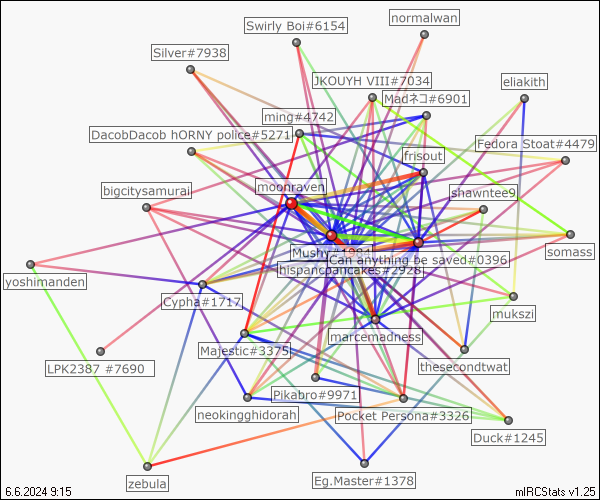 normalwan
Swirly Boi#6154
Silver#7938
JKOUYH VIII#7034
eliakith
Madネコ#6901
ming#4742
DacobDacob hORNY police#5271
Fedora Stoat#4479
frisout
moonraven
bigcitysamurai
shawntee9
Mushy#1984
somass
Can anything be saved#0396
hispancpancakes#2928
yoshimanden
Cypha#1717
mukszi
marcemadness
Majestic#3375
LPK2387 #7690
thesecondtwat
Pikabro#9971
neokingghidorah
Pocket Persona#3326
Duck#1245
zebula
Eg.Master#1378
6.6.2024 9:15
mIRCStats v1.25